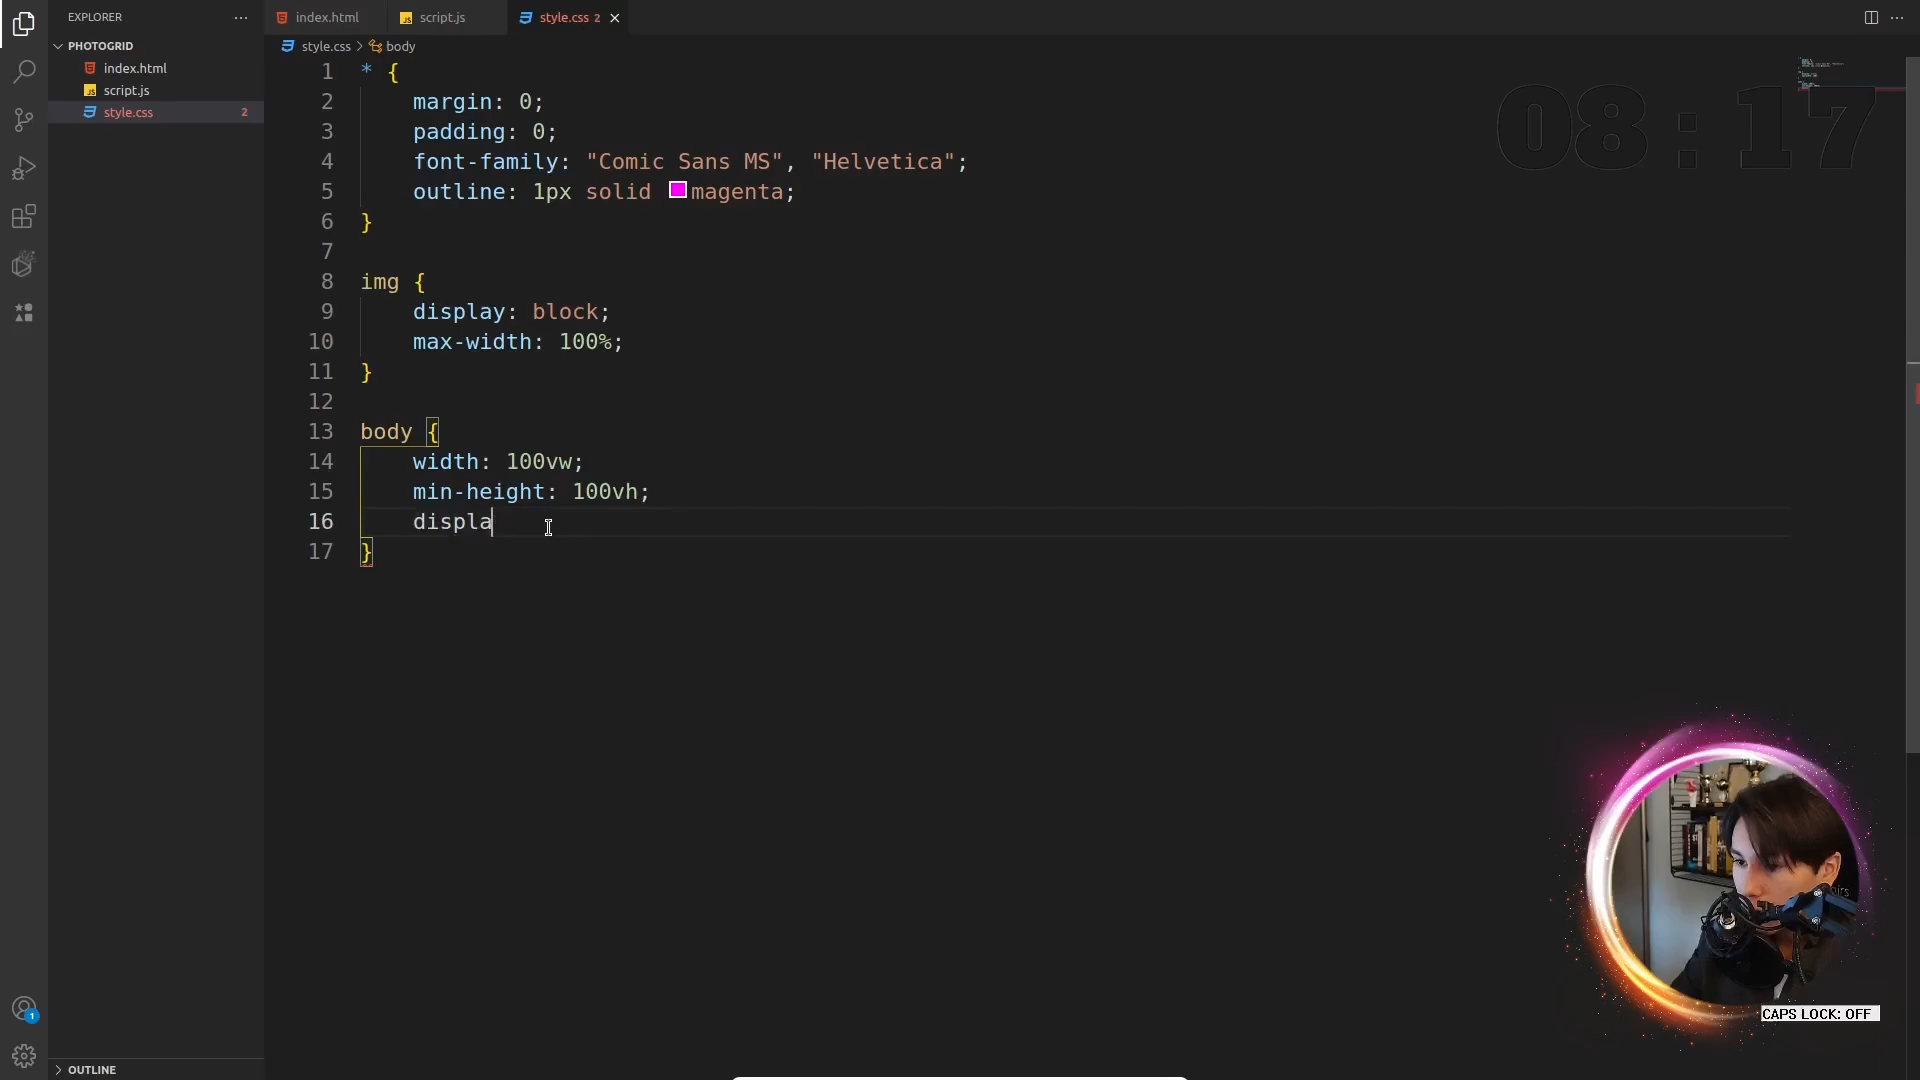 EXPLORER
PHOTOGRID
index.html
JS script.js
style.css 2
OUTLINE
1
index.html
JS script.js
style.css 2
style.css > body
1 * {
2 margin: 0;
3 padding: 0;
4 font-family: "Comic Sans MS", "Helvetica";
5 outline: 1px solid magenta;
6 }
7
8 img {
9 display: block;
10 max-width: 100%;
11 }
12
13 body {
14 width: 100vw;
15 min-height: 100vh;
16 displa
17 }
08:17
CAPS LOCK: OFF